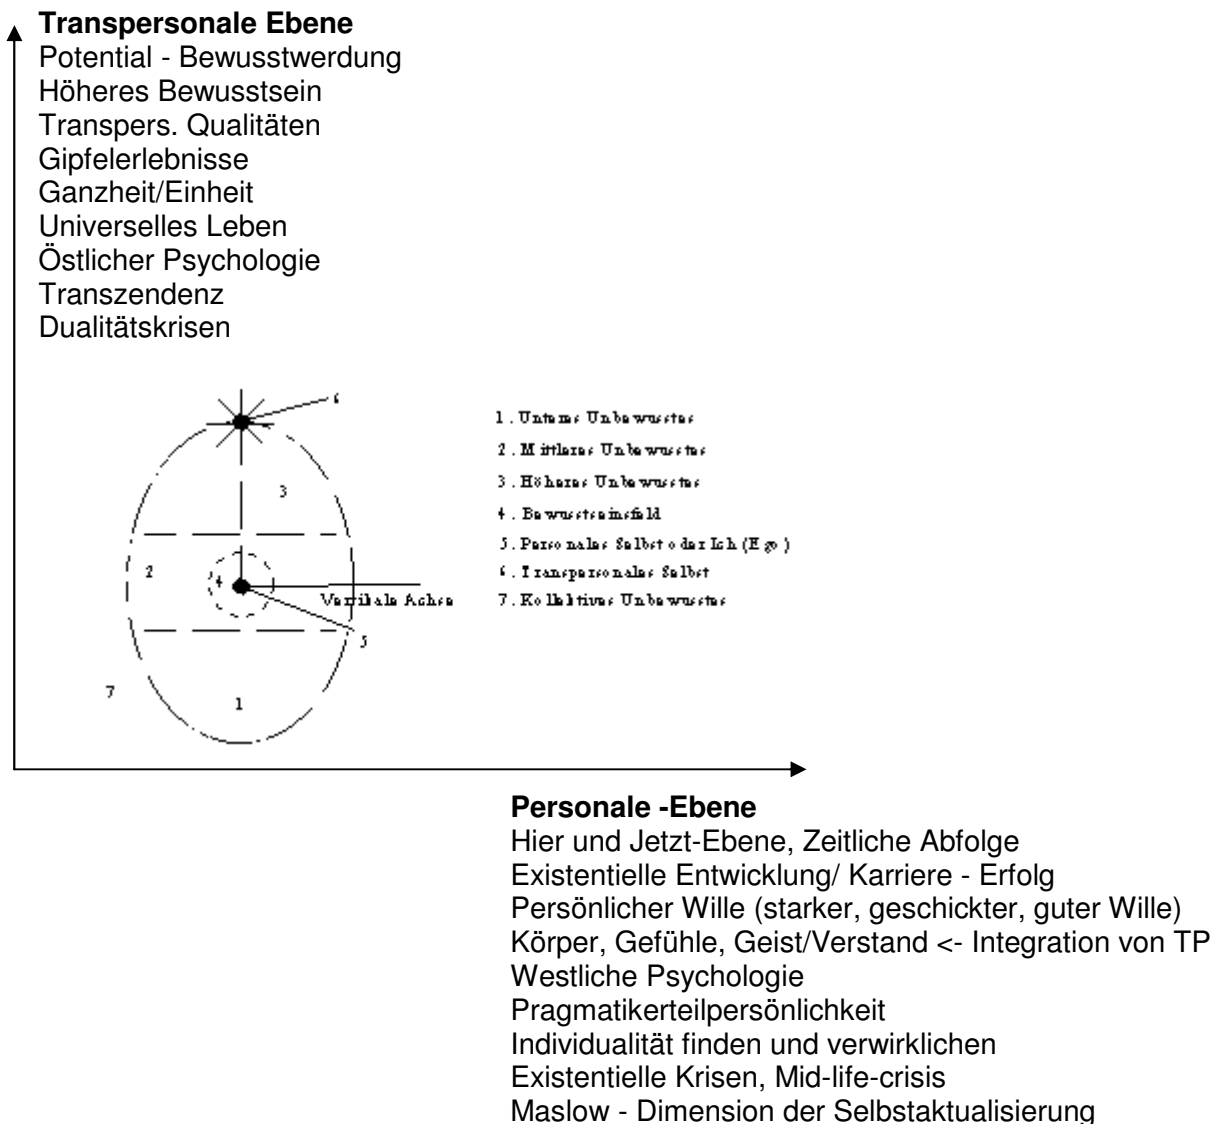 Transpersonale Ebene
Potential - Bewusstwerdung
Höheres Bewusstsein
Transpers. Qualitäten
Gipfelerlebnisse
Ganzheit/Einheit
Universelles Leben
Östlicher Psychologie
Transzendenz
Dualitätskrisen
6
3
2
4
Vertikale Achse
5
7
1
1. Unteres Unbewusstes
2. Mittleres Unbewusstes
3. Höheres Unbewusstes
4. Bewusstseinsfeld
5. Personales Selbst oder Ich (Ego)
6. Transpersonales Selbst
7. Kollektives Unbewusstes
Personale -Ebene
Hier und Jetzt-Ebene, Zeitliche Abfolge
Existentielle Entwicklung/ Karriere - Erfolg
Persönlicher Wille (starker, geschickter, guter Wille)
Körper, Gefühle, Geist/Verstand <- Integration von TP
Westliche Psychologie
Pragmatikerteilpersönlichkeit
Individualität finden und verwirklichen
Existentielle Krisen, Mid-life-crisis
Maslow - Dimension der Selbstaktualisierung